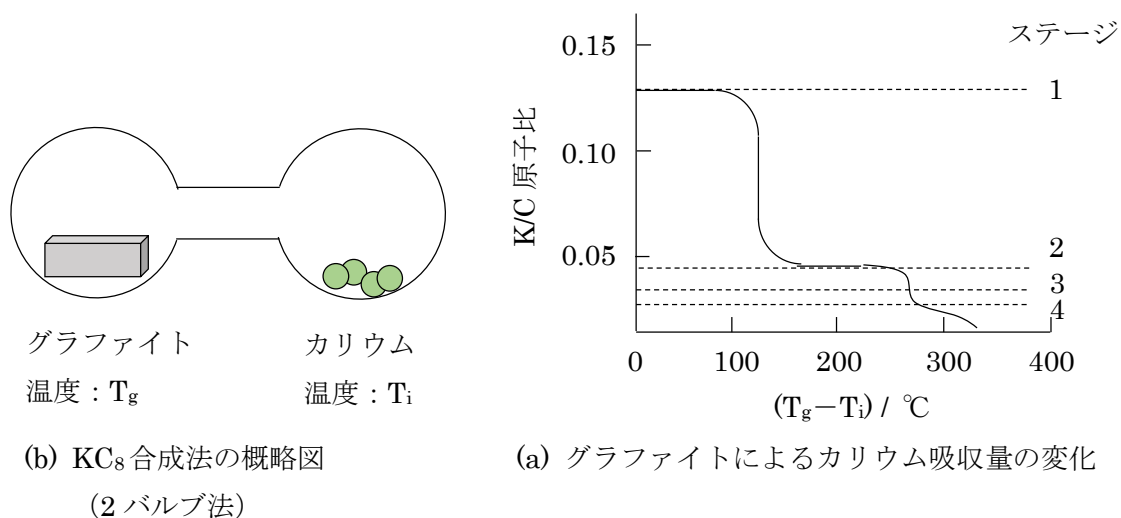 グラファイト
温度：Tg
カリウム
温度：Ti
(b) KC8合成法の概略図
（2 バルブ法）
ステージ
K/C 原子比
0.15
0.10
0.05
1
2
3
4
0 100 200 300 400
(Tg－Ti) / ℃
(a) グラファイトによるカリウム吸収量の変化